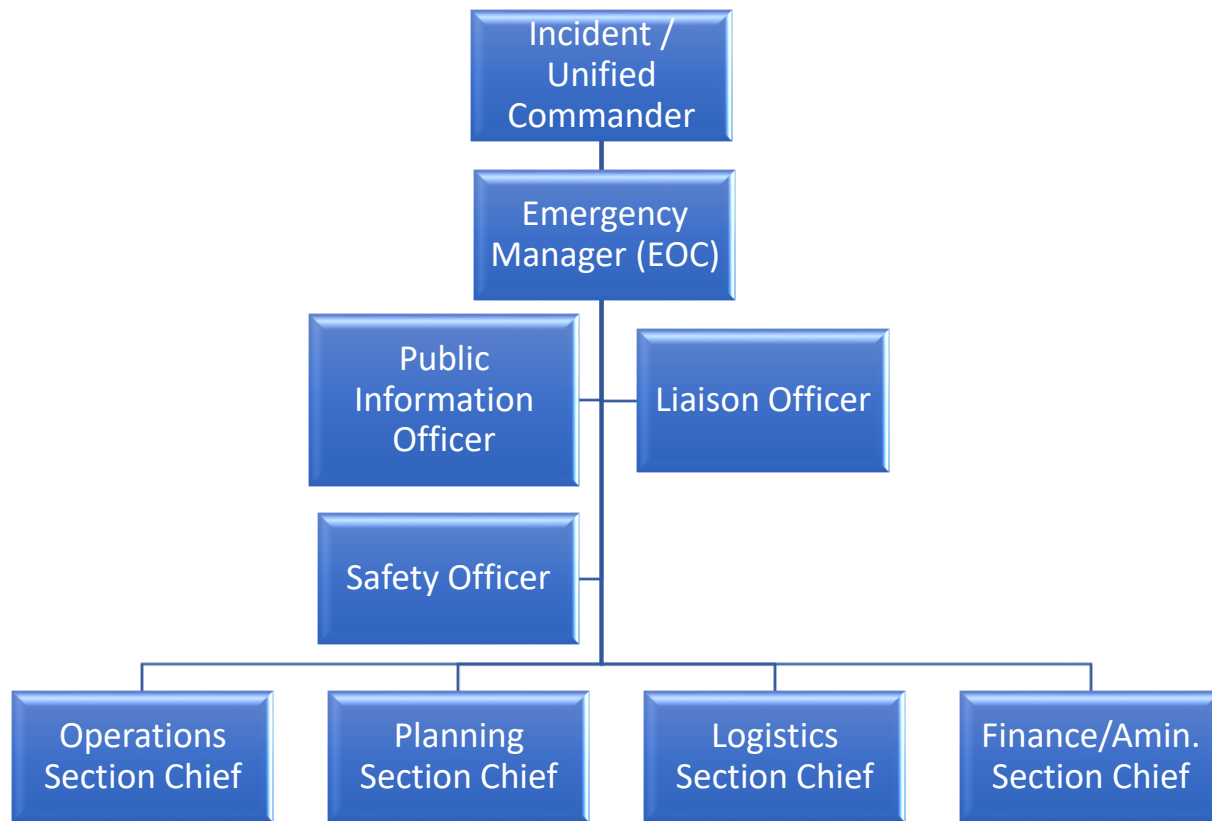 Incident /
Unified
Commander
Emergency
Manager (EOC)
Public
Information
Officer
Liaison Officer
Safety Officer
Operations
Section Chief
Planning
Section Chief
Logistics
Section Chief
Finance/Amin.
Section Chief